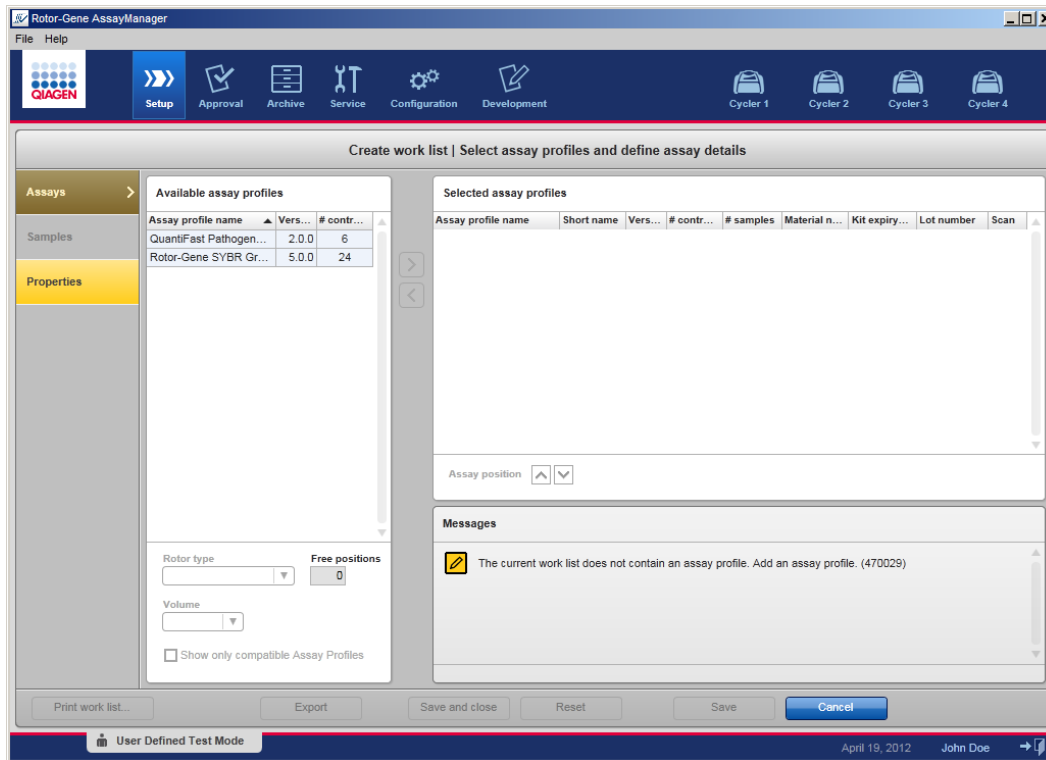 Rotor-Gene AssayManager
File Help
QIAGEN
Setup Approval Archive Service Configuration Development Cycler 1 Cycler 2 Cycler 3 Cycler 4
Create work list | Select assay profiles and define assay details
Assays
Samples
Properties
Available assay profiles
Assay profile name Vers... # contr...
QuantiFast Pathogen... 2.0.0 6
Rotor-Gene SYBR Gr... 5.0.0 24
Rotor type Free positions
0
Volume
Show only compatible Assay Profiles
Selected assay profiles
Assay profile name Short name Vers... # contr... # samples Material n... Kit expiry... Lot number Scan
Assay position
Messages
The current work list does not contain an assay profile. Add an assay profile. (470029)
Print work list... Export Save and close Reset Save Cancel
User Defined Test Mode April 19, 2012 John Doe